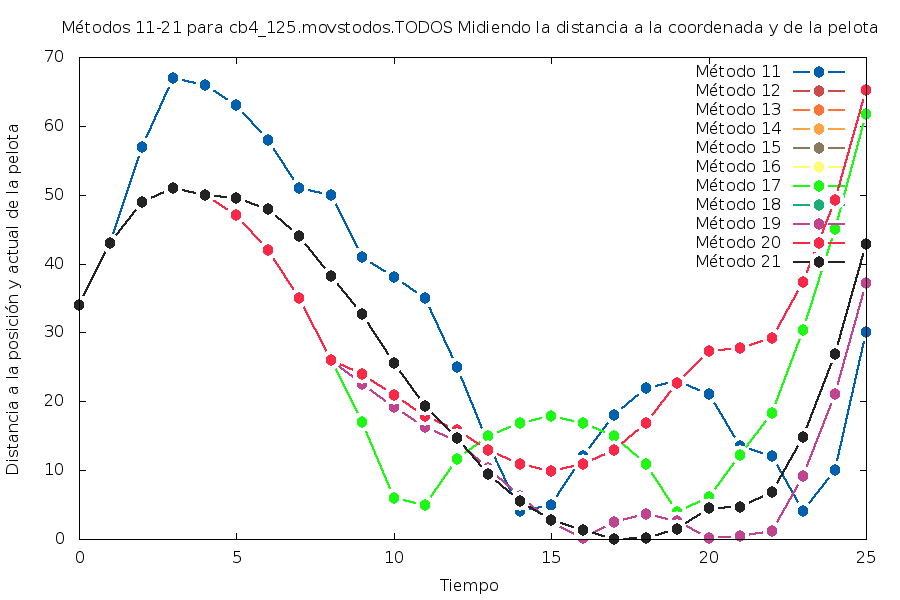 Métodos 11-21 para cb4_125.movstodos.TODOS Midiendo la distancia a la coordenada y de la pelota
Distancia a la posición y actual de la pelota
70
60
50
40
30
20
10
0
Método 11
Método 12
Método 13
Método 14
Método 15
Método 16
Método 17
Método 18
Método 19
Método 20
Método 21
0 5 10 15 20 25
Tiempo